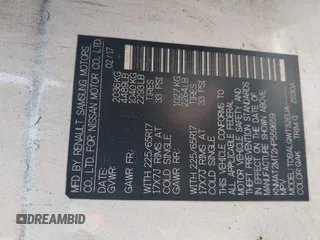 MFD BY RENAULT SAMSUNG MOTORS
CO., LTD. FOR NISSAN MOTOR CO., LTD.
DATE: 02/17
GVWR: 2036KG 4489LB
GAWR FR: 1040KG 2293LB
WITH 225/65R17 TIRES
17X7J RIMS AT 33 PSI
COLD SINGLE
GAWR RR: 1027KG 2264LB
WITH 225/65R17 TIRES
17X7J RIMS AT 33 PSI
COLD SINGLE
THIS VEHICLE CONFORMS TO
ALL APPLICABLE FEDERAL
MOTOR VEHICLE SAFETY AND
THEFT PREVENTION STANDARDS
IN EFFECT ON THE DATE OF
MANUFACTURE SHOWN ABOVE.
MPV
COLOR: QAK TRIM: G
DREAMBID